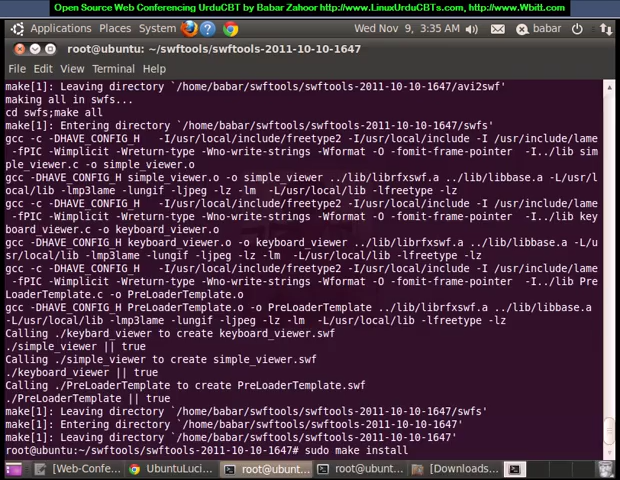 Open Source Web Conferencing UrduCBT by Babar Zahoor http://www.LinuxUrduCBTs.com, http://www.Wbitt.com
Applications Places System Wed Nov 9, 3:35 AM babar
root@ubuntu: ~/swftools/swftools-2011-10-10-1647
File Edit View Terminal Help
make[1]: Leaving directory `/home/babar/swftools/swftools-2011-10-10-1647/avi2swf'
making all in swfs...
cd swfs;make all
make[1]: Entering directory `/home/babar/swftools/swftools-2011-10-10-1647/swfs'
gcc -c -DHAVE_CONFIG_H   -I/usr/include/freetype2 -I/usr/local/include -I /usr/include/lame
 -fPIC -Wimplicit -Wreturn-type -Wno-write-strings -Wformat -O -fomit-frame-pointer  -I../lib sim
ple_viewer.c -o simple_viewer.o
gcc -DHAVE_CONFIG_H simple_viewer.o -o simple_viewer ../lib/librfxswf.a ../lib/libbase.a -L/usr/l
ocal/lib -lmp3lame -lungif -ljpeg -lz -lm  -L/usr/local/lib -lfreetype -lz
gcc -c -DHAVE_CONFIG_H   -I/usr/include/freetype2 -I/usr/local/include -I /usr/include/lame
 -fPIC -Wimplicit -Wreturn-type -Wno-write-strings -Wformat -O -fomit-frame-pointer  -I../lib key
board_viewer.c -o keyboard_viewer.o
gcc -DHAVE_CONFIG_H keyboard_viewer.o -o keyboard_viewer ../lib/librfxswf.a ../lib/libbase.a -L/u
sr/local/lib -lmp3lame -lungif -ljpeg -lz -lm  -L/usr/local/lib -lfreetype -lz
gcc -c -DHAVE_CONFIG_H   -I/usr/include/freetype2 -I/usr/local/include -I /usr/include/lame
 -fPIC -Wimplicit -Wreturn-type -Wno-write-strings -Wformat -O -fomit-frame-pointer  -I../lib Pre
LoaderTemplate.c -o PreLoaderTemplate.o
gcc -DHAVE_CONFIG_H PreLoaderTemplate.o -o PreLoaderTemplate ../lib/librfxswf.a ../lib/libbase.a
-L/usr/local/lib -lmp3lame -lungif -ljpeg -lz -lm  -L/usr/local/lib -lfreetype -lz
Calling ./keybard_viewer to create keyboard_viewer.swf
./simple_viewer || true
Calling ./simple_viewer to create simple_viewer.swf
./keyboard_viewer || true
Calling ./PreLoaderTemplate to create PreLoaderTemplate.swf
./PreLoaderTemplate || true
make[1]: Leaving directory `/home/babar/swftools/swftools-2011-10-10-1647/swfs'
make[1]: Entering directory `/home/babar/swftools/swftools-2011-10-10-1647'
make[1]: Leaving directory `/home/babar/swftools/swftools-2011-10-10-1647'
root@ubuntu:~/swftools/swftools-2011-10-10-1647# sudo make install
[Web-Confe... UbuntuLuci... root@ubunt... root@ubunt... [Downloads...